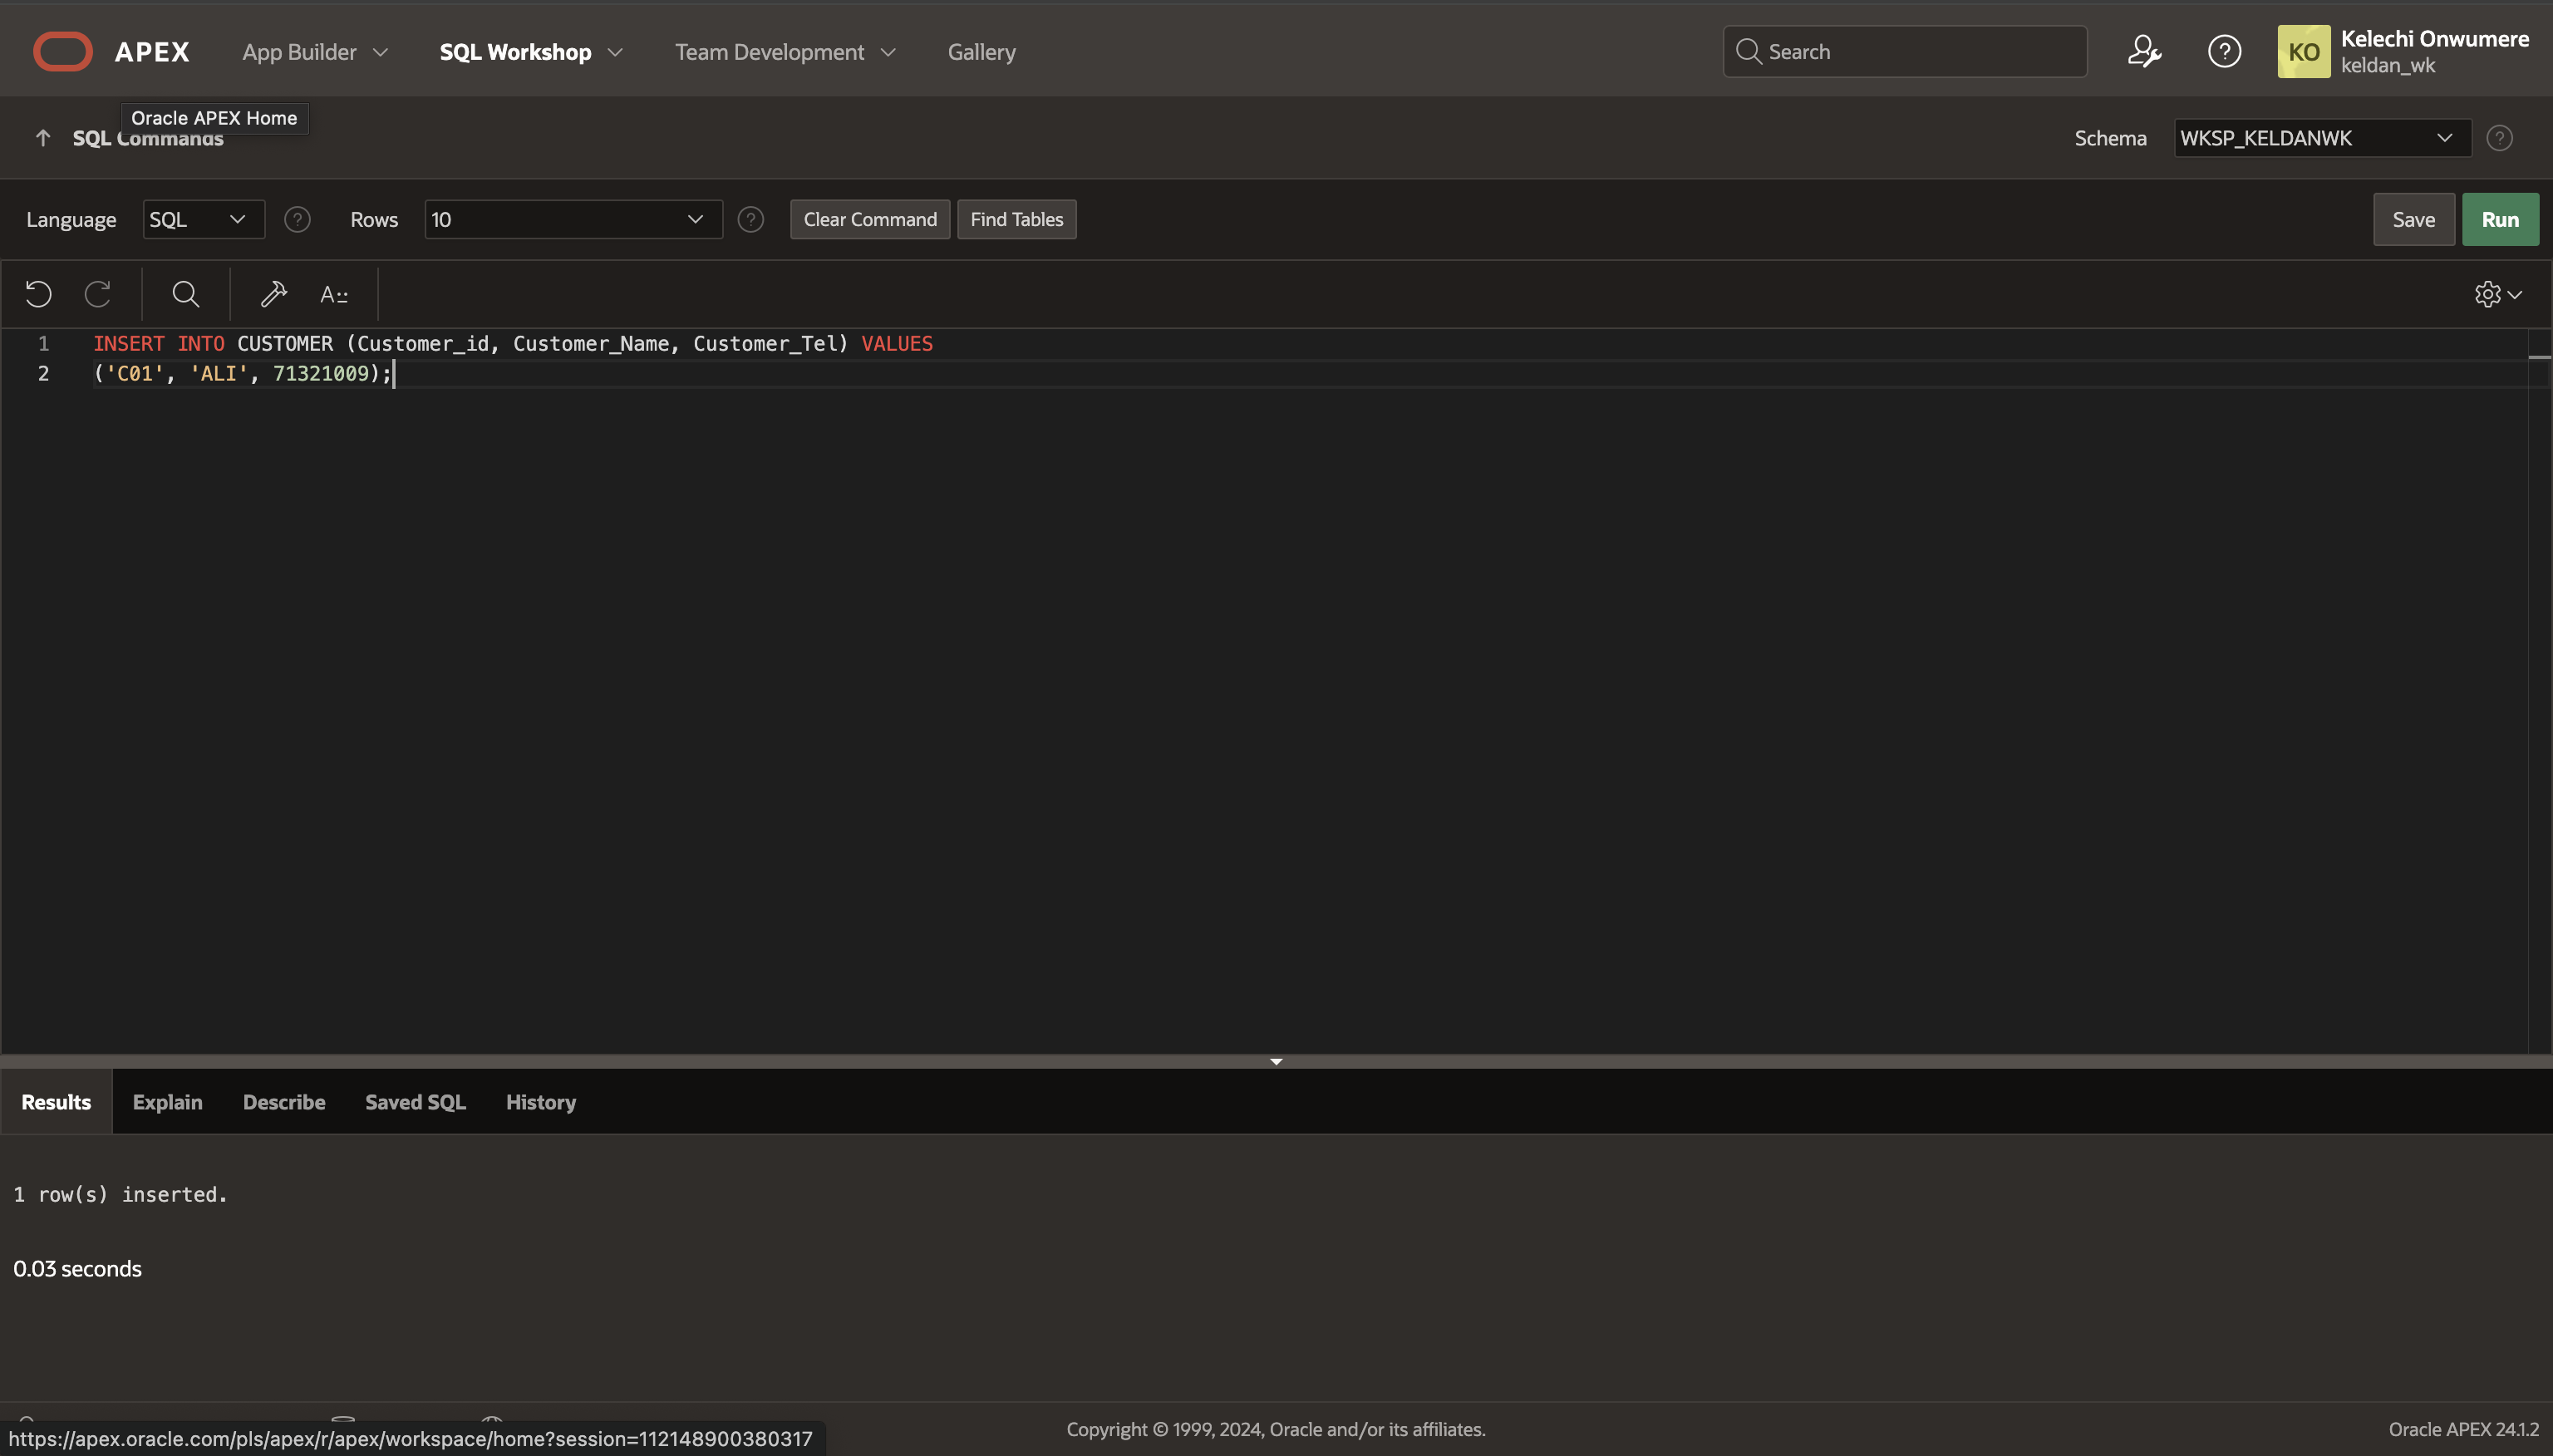 APEX App Builder SQL Workshop Team Development Gallery Search KO Kelechi Onwumere
keldan_wk
Oracle APEX Home
SQL Commands Schema WKSP_KELDANWK
Language SQL Rows 10 Clear Command Find Tables Save Run
1 INSERT INTO CUSTOMER (Customer_id, Customer_Name, Customer_Tel) VALUES
2 ('C01', 'ALI', 71321009);
Results Explain Describe Saved SQL History
1 row(s) inserted.
0.03 seconds
Copyright © 1999, 2024, Oracle and/or its affiliates. Oracle APEX 24.1.2
https://apex.oracle.com/pls/apex/r/apex/workspace/home?session=112148900380317